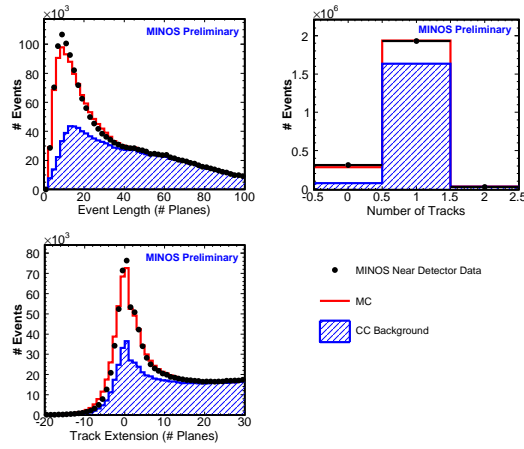 ×10³
MINOS Preliminary
100
80
60
40
20
0
0 20 40 60 80 100
# Events
Event Length (# Planes)
×10⁶
MINOS Preliminary
2
1.5
1
0.5
0
-0.5 0 0.5 1 1.5 2 2.5
# Events
Number of Tracks
×10³
MINOS Preliminary
80
70
60
50
40
30
20
10
0
-20 -10 0 10 20 30
# Events
Track Extension (# Planes)
MINOS Near Detector Data
MC
CC Background